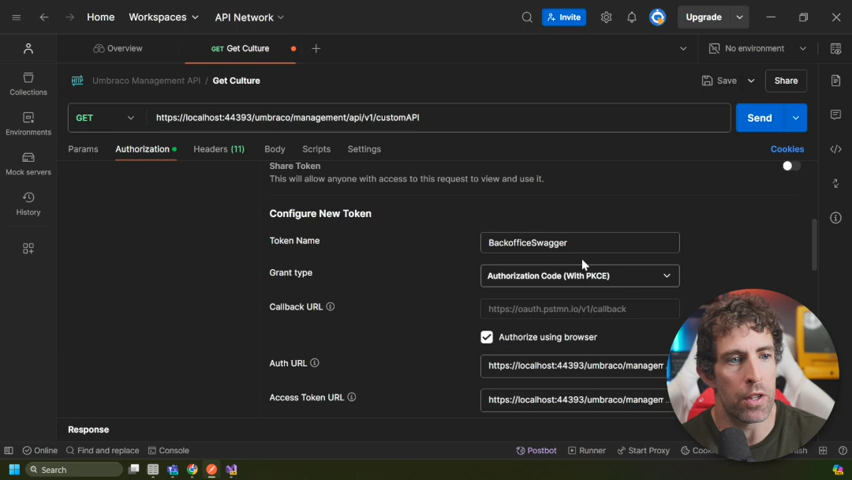 Home
Workspaces
API Network
Invite
Upgrade
Overview
GET Get Culture
No environment
Collections
Environments
Mock servers
History
HTTP
Umbraco Management API / Get Culture
Save
Share
GET
https://localhost:44393/umbraco/management/api/v1/customAPI
Send
Params
Authorization
Headers (11)
Body
Scripts
Settings
Cookies
Share Token
This will allow anyone with access to this request to view and use it.
Configure New Token
Token Name
BackofficeSwagger
Grant type
Authorization Code (With PKCE)
Callback URL
https://oauth.pstmn.io/v1/callback
Authorize using browser
Auth URL
https://localhost:44393/umbraco/managem
Access Token URL
https://localhost:44393/umbraco/managem
Response
Online
Find and replace
Console
Postbot
Runner
Start Proxy
Search